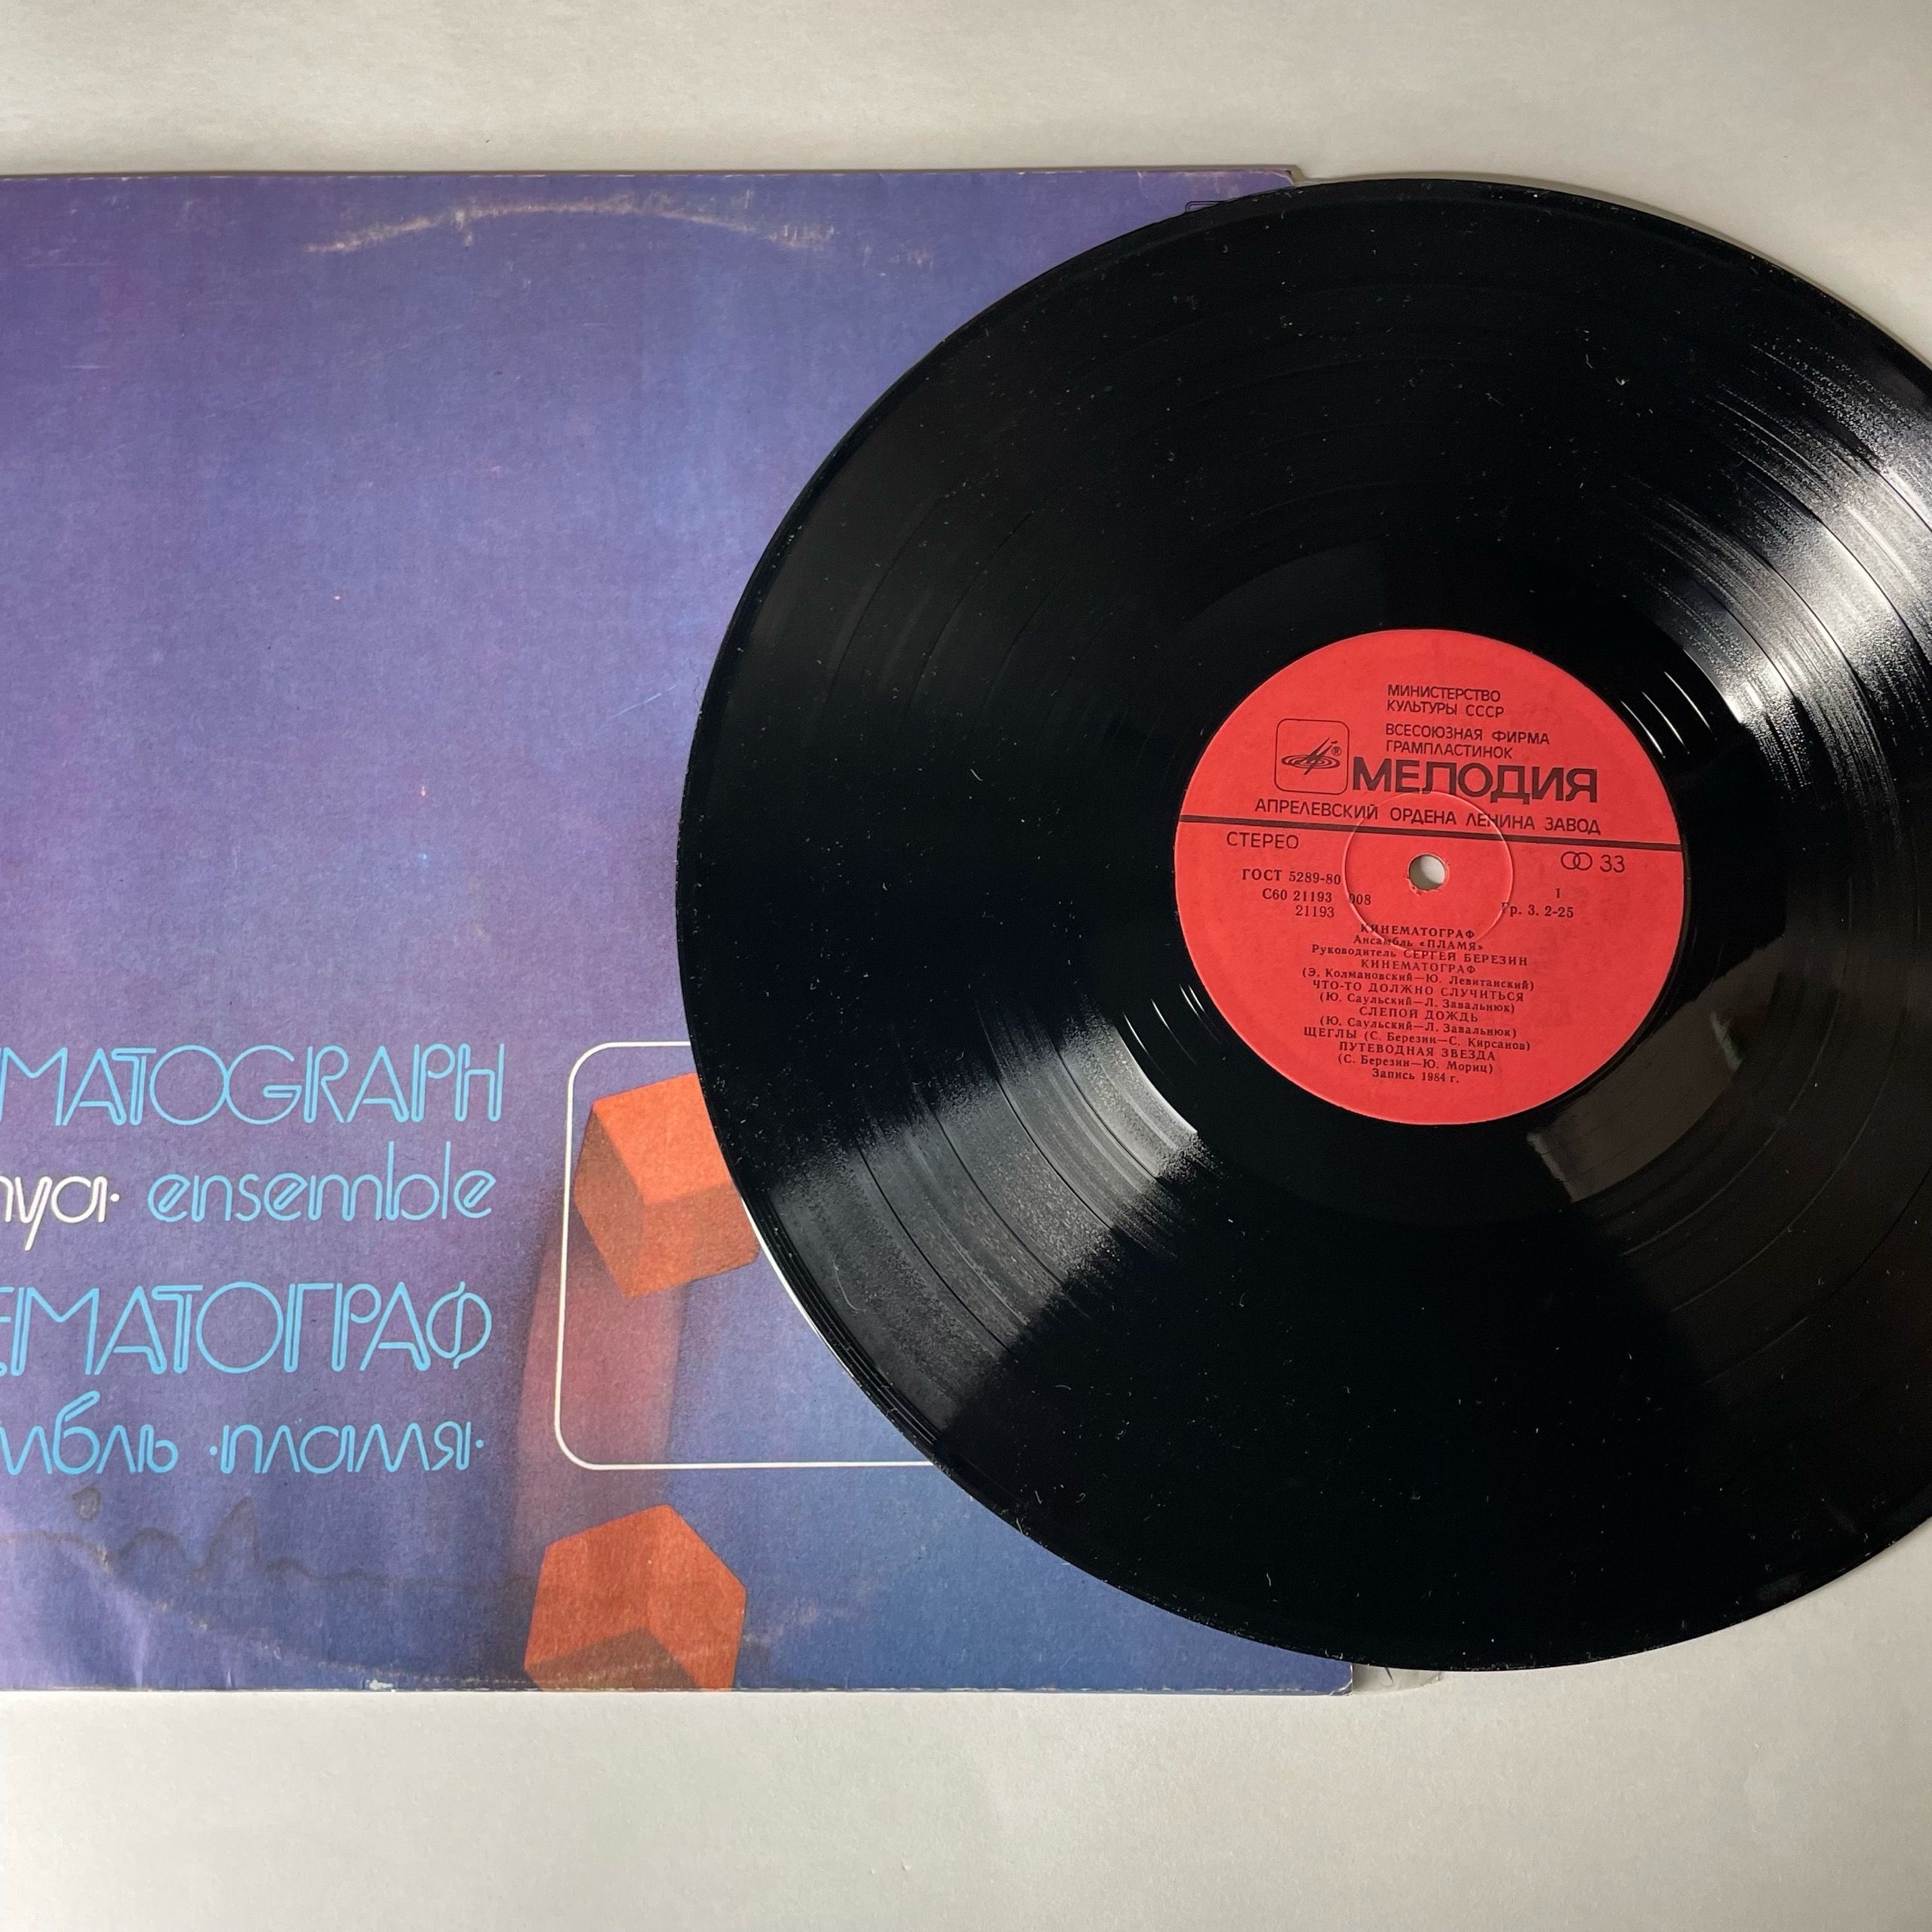 MATOGRAPH
nya· ensemble
ЕМАТОГРАФ
мбль ·пламя·
МИНИСТЕРСТВО
КУЛЬТУРЫ СССР
ВСЕСОЮЗНАЯ ФИРМА
ГРАМПЛАСТИНОК
® МЕЛОДИЯ
АПРЕЛЕВСКИЙ ОРДЕНА ЛЕНИНА ЗАВОД
СТЕРЕО
33
ГОСТ 5289-80
С60 21193 008
1
21193
Гр. 3. 2-25
КИНЕМАТОГРАФ
Ансамбль «ПЛАМЯ»
Руководитель СЕРГЕЙ БЕРЕЗИН
КИНЕМАТОГРАФ
(Э. Колмановский—Ю. Левитанский)
ЧТО-ТО ДОЛЖНО СЛУЧИТЬСЯ
(Ю. Саульский—Л. Завальнюк)
СЛЕПОЙ ДОЖДЬ
(Ю. Саульский—Л. Завальнюк)
ЩЕГЛЫ (С. Березин—С. Кирсанов)
ПУТЕВОДНАЯ ЗВЕЗДА
(С. Березин—Ю. Мориц)
Запись 1984 г.